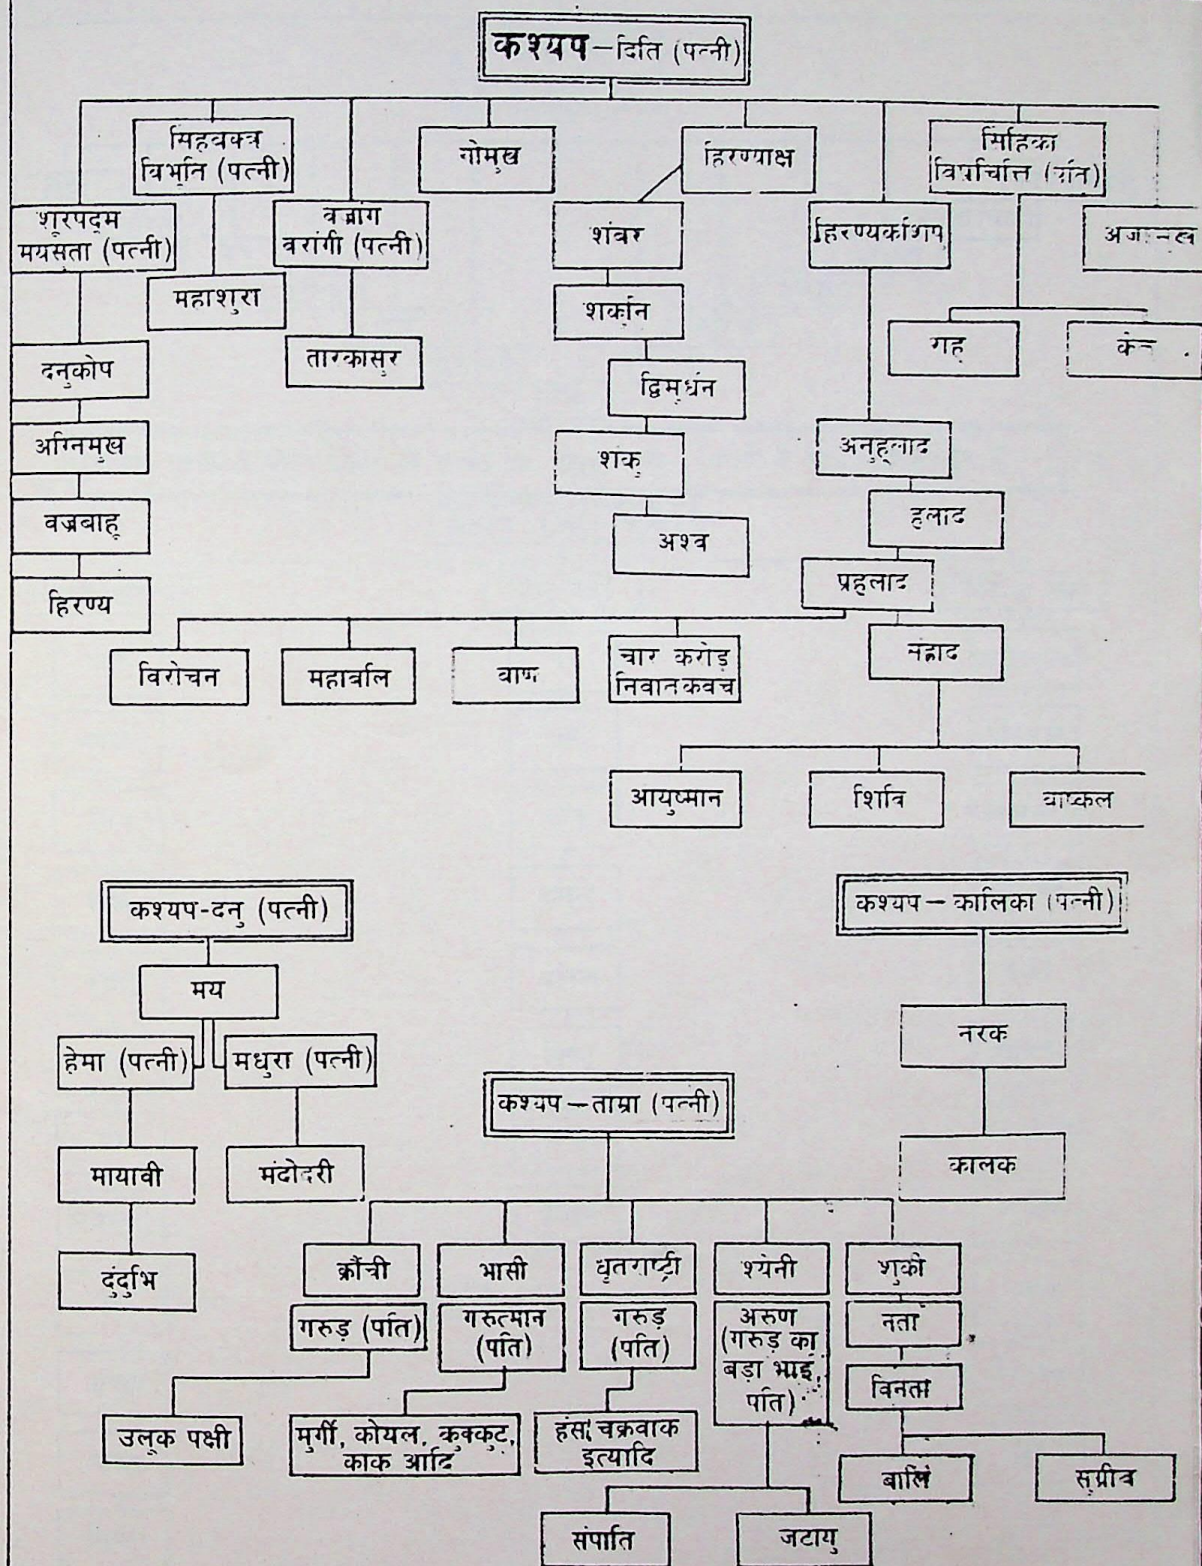 कश्यप – दिति (पत्नी)
सिंहवक्त्र
विभूति (पत्नी)
गोमुख
हिरण्याक्ष
सिंहिका
विप्रचित्ति (पति)
शूरपद्म
मयसुता (पत्नी)
वज्रांग
वरांगी (पत्नी)
शंबर
हिरण्यकशिपु
महाशुरा
शकुनि
दनुकोप
तारकासुर
द्विमूर्धन
अग्निमुख
शंकु
अनुह्लाद
वज्रबाहू
अश्व
ह्लाद
हिरण्य
प्रह्लाद
विरोचन
महाबलि
बाण
चार करोड़
निवातकवच
आयुष्मान
शिवि
वाष्कल
कश्यप-दनु (पत्नी)
कश्यप – कालिका (पत्नी)
मय
हेमा (पत्नी)
मधुरा (पत्नी)
नरक
कश्यप – ताम्रा (पत्नी)
मायावी
मंदोदरी
कालक
दुंदुभि
क्रौंची
भासी
धृतराष्ट्री
श्येनी
शुकी
गरुड़ (पति)
गरुत्मान
(पति)
गरुड़
(पति)
अरुण
(गरुड़ का
बड़ा भाई,
पति)
नता
विनता
उलूक पक्षी
मुर्गी, कोयल, कुक्कुट,
काक आदि
हंस, चक्रवाक
इत्यादि
बालि
सुग्रीव
संपाति
जटायु